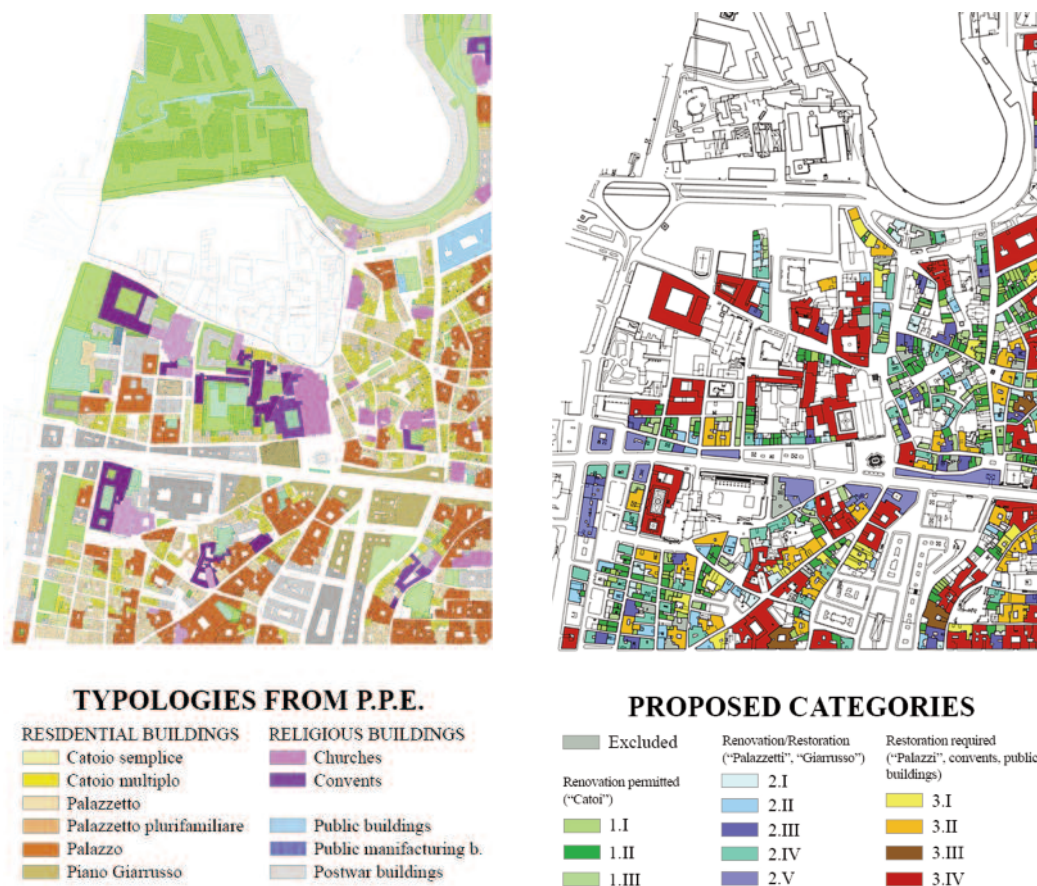 TYPOLOGIES FROM P.P.E.
RESIDENTIAL BUILDINGS
Catoio semplice
Catoio multiplo
Palazzetto
Palazzetto plurifamiliare
Palazzo
Piano Giarrusso
RELIGIOUS BUILDINGS
Churches
Convents
Public buildings
Public manifacturing b.
Postwar buildings
PROPOSED CATEGORIES
Excluded
Renovation permitted
(“Catoi”)
1.I
1.II
1.III
Renovation/Restoration
(“Palazzetti”, “Giarrusso”)
2.I
2.II
2.III
2.IV
2.V
Restoration required
(“Palazzi”, convents, public
buildings)
3.I
3.II
3.III
3.IV